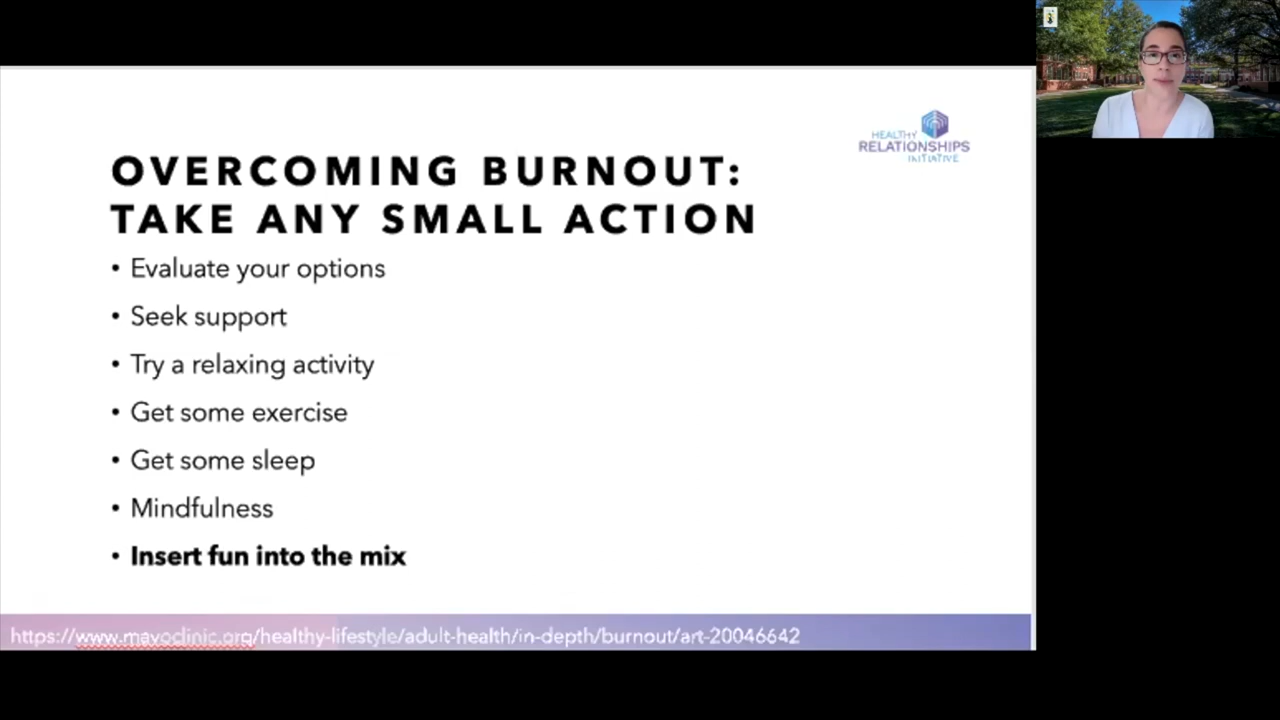 HEALTHY
RELATIONSHIPS
INITIATIVE
OVERCOMING BURNOUT:
TAKE ANY SMALL ACTION
• Evaluate your options
• Seek support
• Try a relaxing activity
• Get some exercise
• Get some sleep
• Mindfulness
• Insert fun into the mix
https://www.mayoclinic.org/healthy-lifestyle/adult-health/in-depth/burnout/art-20046642